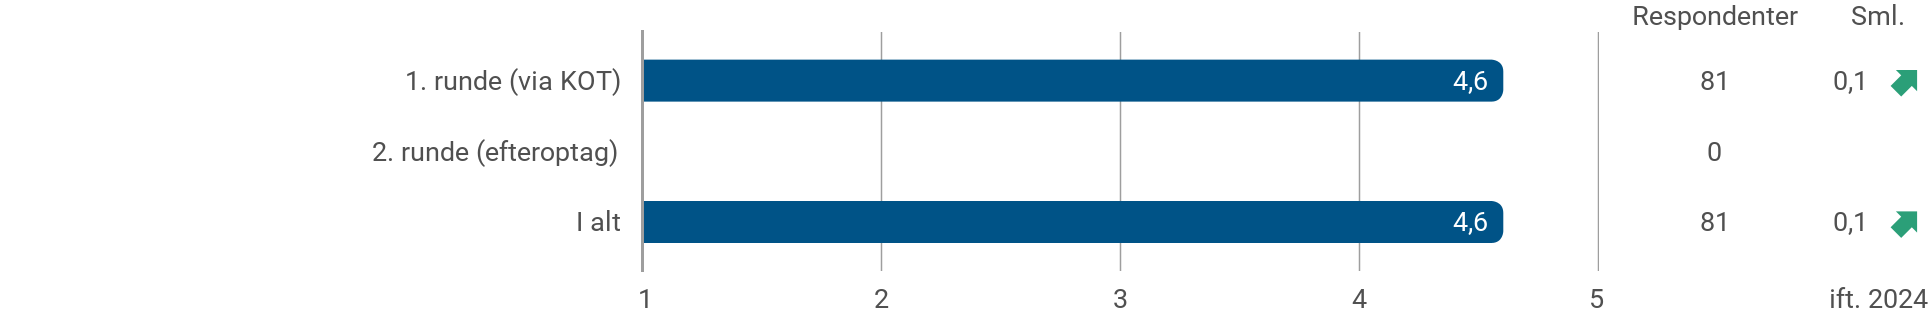 Respondenter Sml.
1. runde (via KOT) 4,6 81 0,1
2. runde (efteroptag) 0
I alt 4,6 81 0,1
1 2 3 4 5 ift. 2024